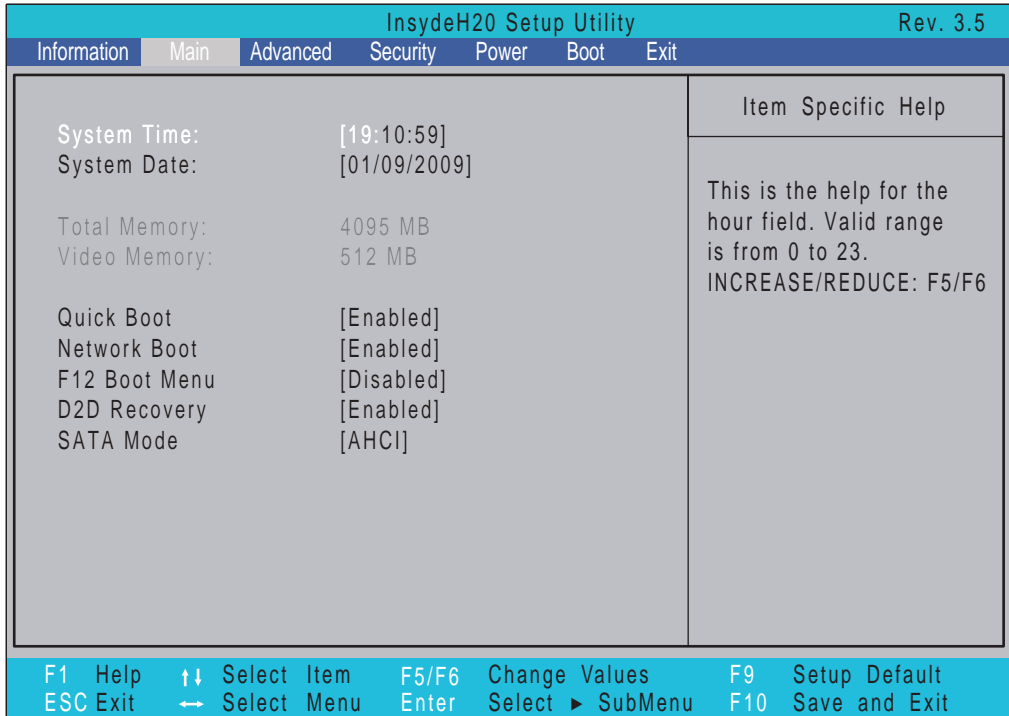 InsydeH20 Setup Utility Rev. 3.5
Information Main Advanced Security Power Boot Exit
System Time: [19:10:59]
System Date: [01/09/2009]
Total Memory: 4095 MB
Video Memory: 512 MB
Quick Boot [Enabled]
Network Boot [Enabled]
F12 Boot Menu [Disabled]
D2D Recovery [Enabled]
SATA Mode [AHCI]
Item Specific Help
This is the help for the
hour field. Valid range
is from 0 to 23.
INCREASE/REDUCE: F5/F6
F1 Help ↑↓ Select Item F5/F6 Change Values F9 Setup Default
ESC Exit ↔ Select Menu Enter Select ► SubMenu F10 Save and Exit